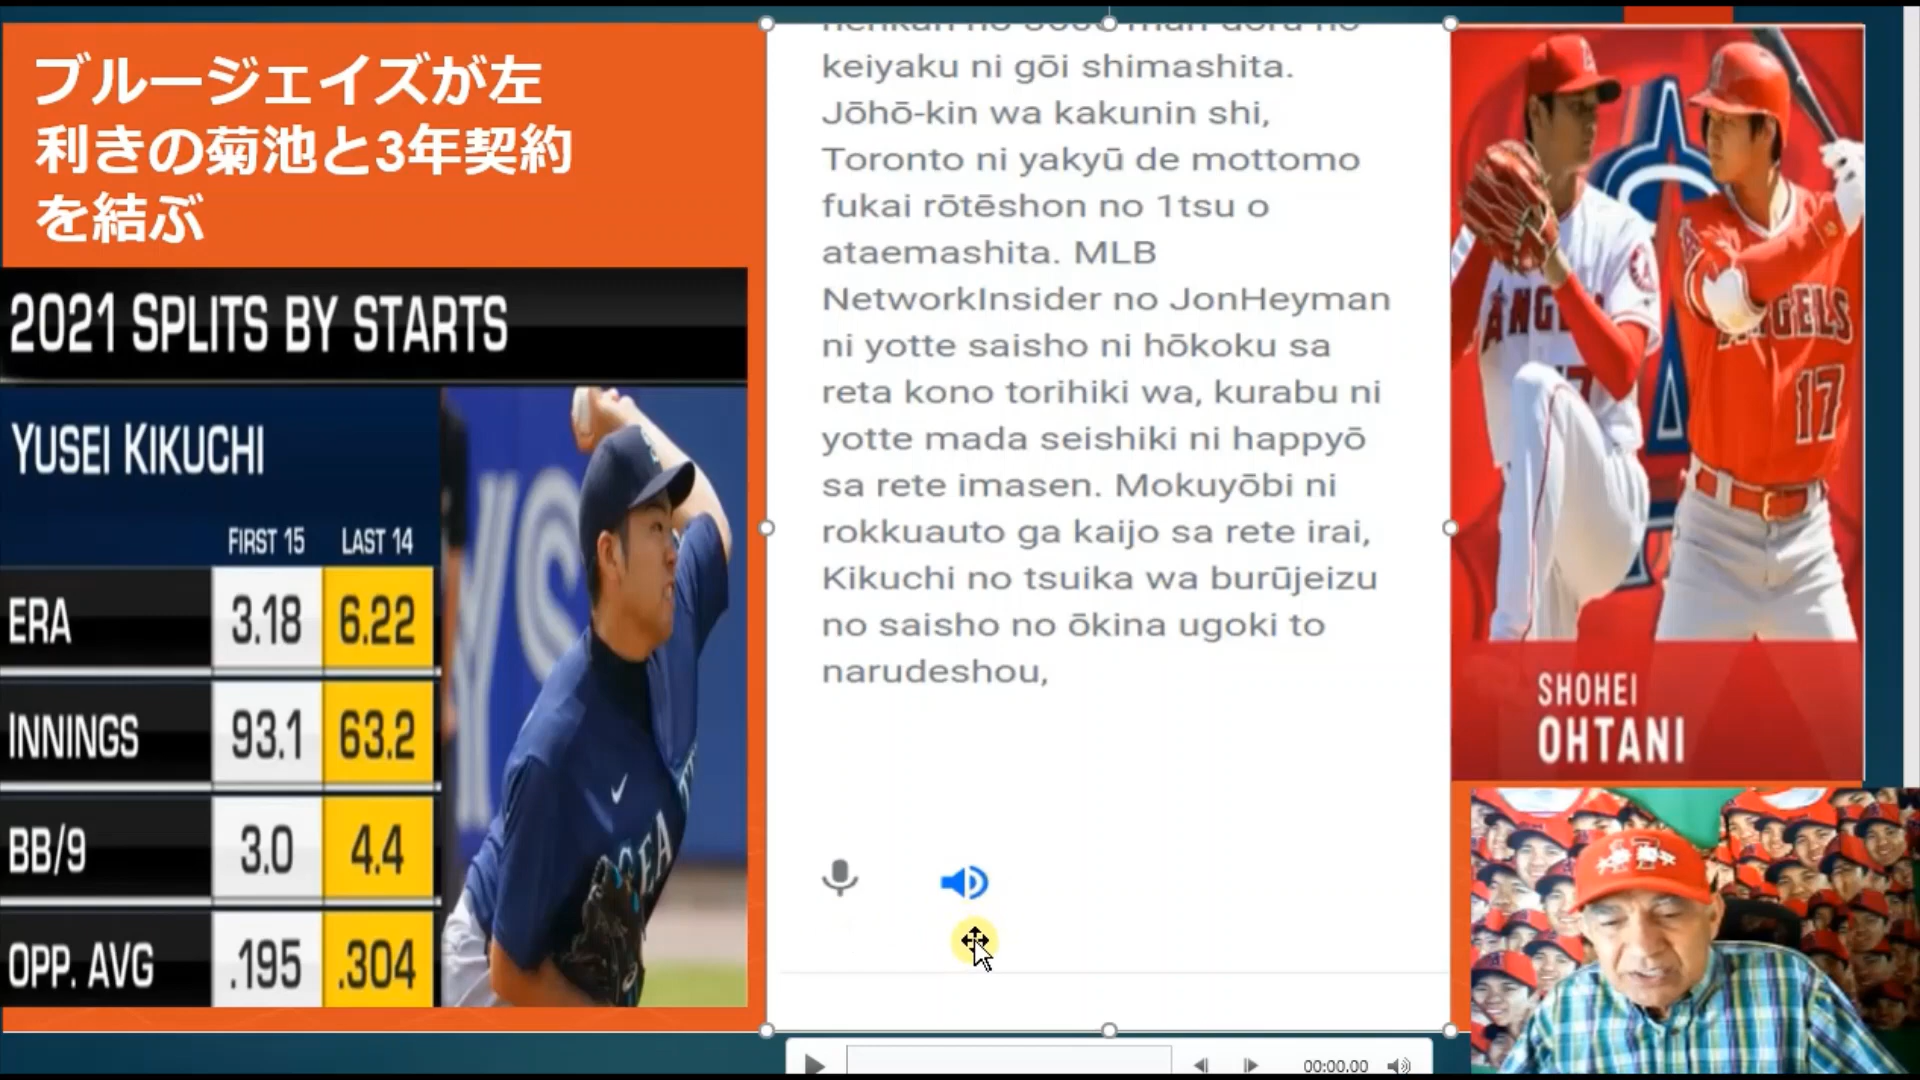 ブルージェイズが左
利きの菊池と3年契約
を結ぶ
2021 SPLITS BY STARTS
YUSEI KIKUCHI
FIRST 15 LAST 14
ERA 3.18 6.22
INNINGS 93.1 63.2
BB/9 3.0 4.4
OPP. AVG .195 .304
keiyaku ni gōi shimashita.
Jōhō-kin wa kakunin shi,
Toronto ni yakyū de mottomo
fukai rōtēshon no 1tsu o
ataemashita. MLB
NetworkInsider no JonHeyman
ni yotte saisho ni hōkoku sa
reta kono torihiki wa, kurabu ni
yotte mada seishiki ni happyō
sa rete imasen. Mokuyōbi ni
rokkuauto ga kaijo sa rete irai,
Kikuchi no tsuika wa burūjeizu
no saisho no ōkina ugoki to
narudeshou,
00:00.00
ANGELS
17
SHOHEI
OHTANI